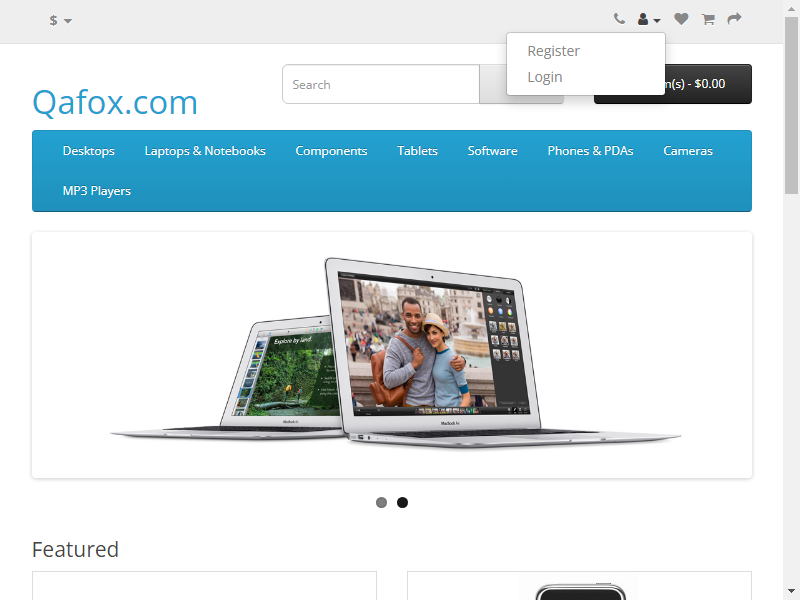 $
Register
Login
Qafox.com
Search
m(s) - $0.00
Desktops
Laptops & Notebooks
Components
Tablets
Software
Phones & PDAs
Cameras
MP3 Players
Explore by land.
MacBook Air
MacBook Air
Featured